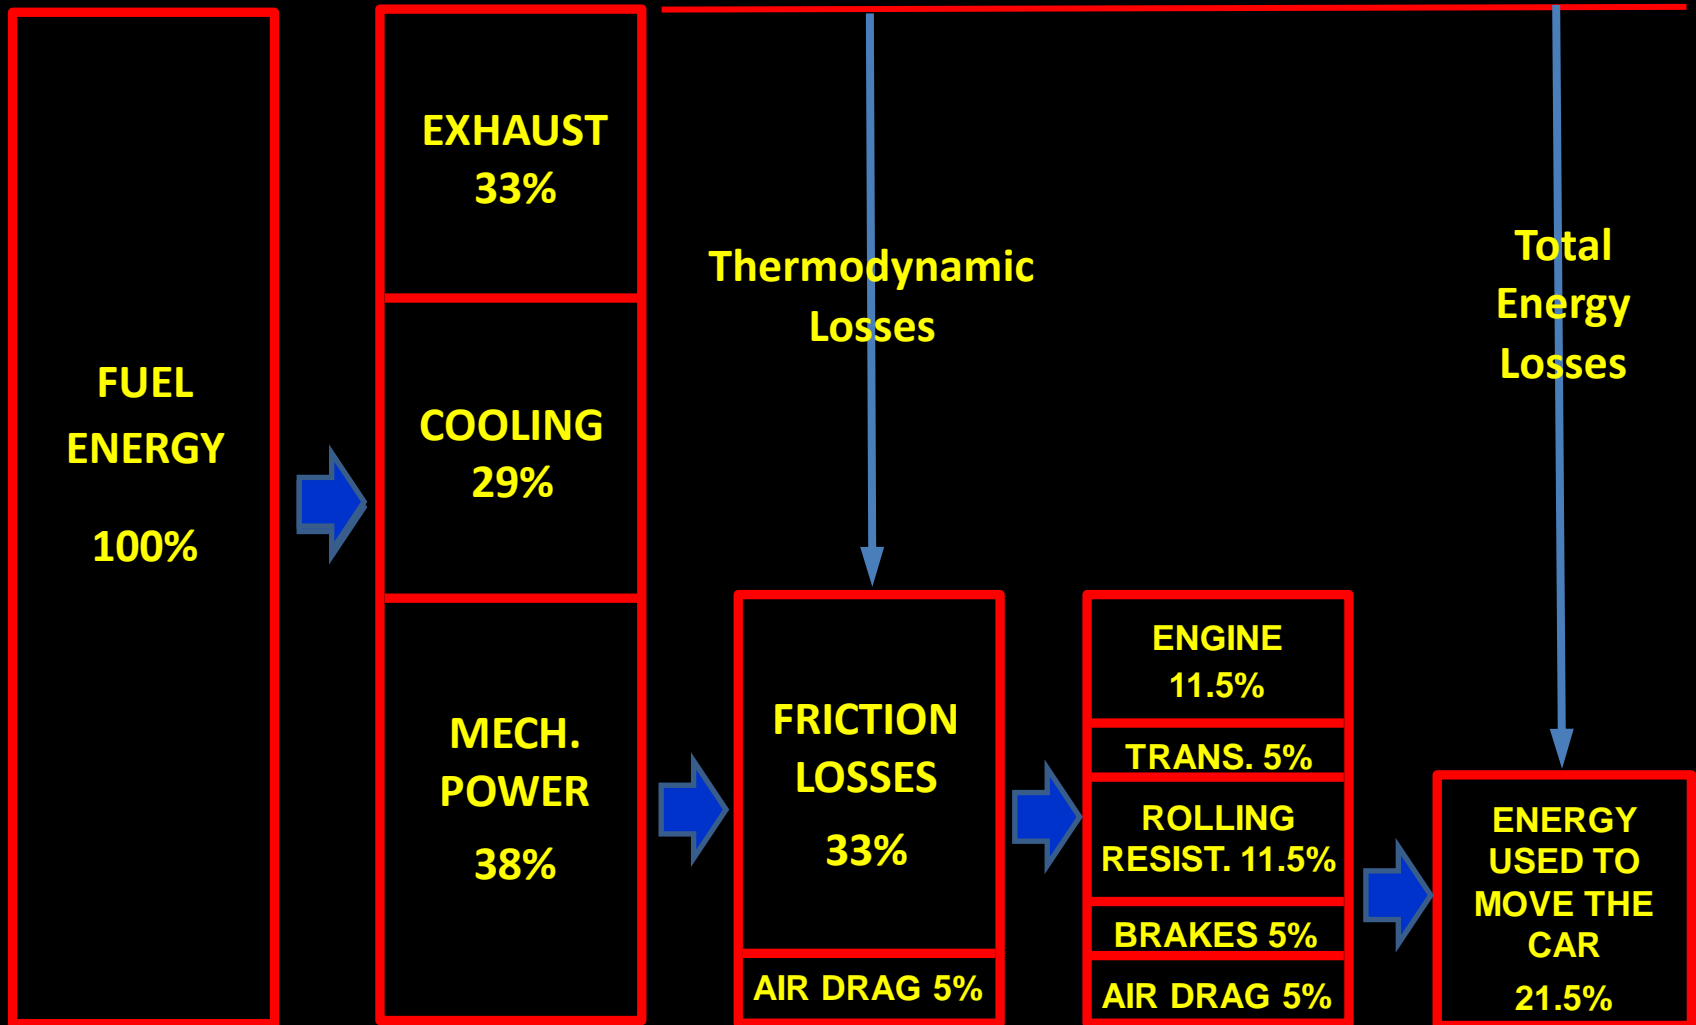 FUEL
ENERGY
100%
EXHAUST
33%
COOLING
29%
MECH.
POWER
38%
Thermodynamic
Losses
FRICTION
LOSSES
33%
AIR DRAG 5%
ENGINE
11.5%
TRANS. 5%
ROLLING
RESIST. 11.5%
BRAKES 5%
AIR DRAG 5%
Total
Energy
Losses
ENERGY
USED TO
MOVE THE
CAR
21.5%